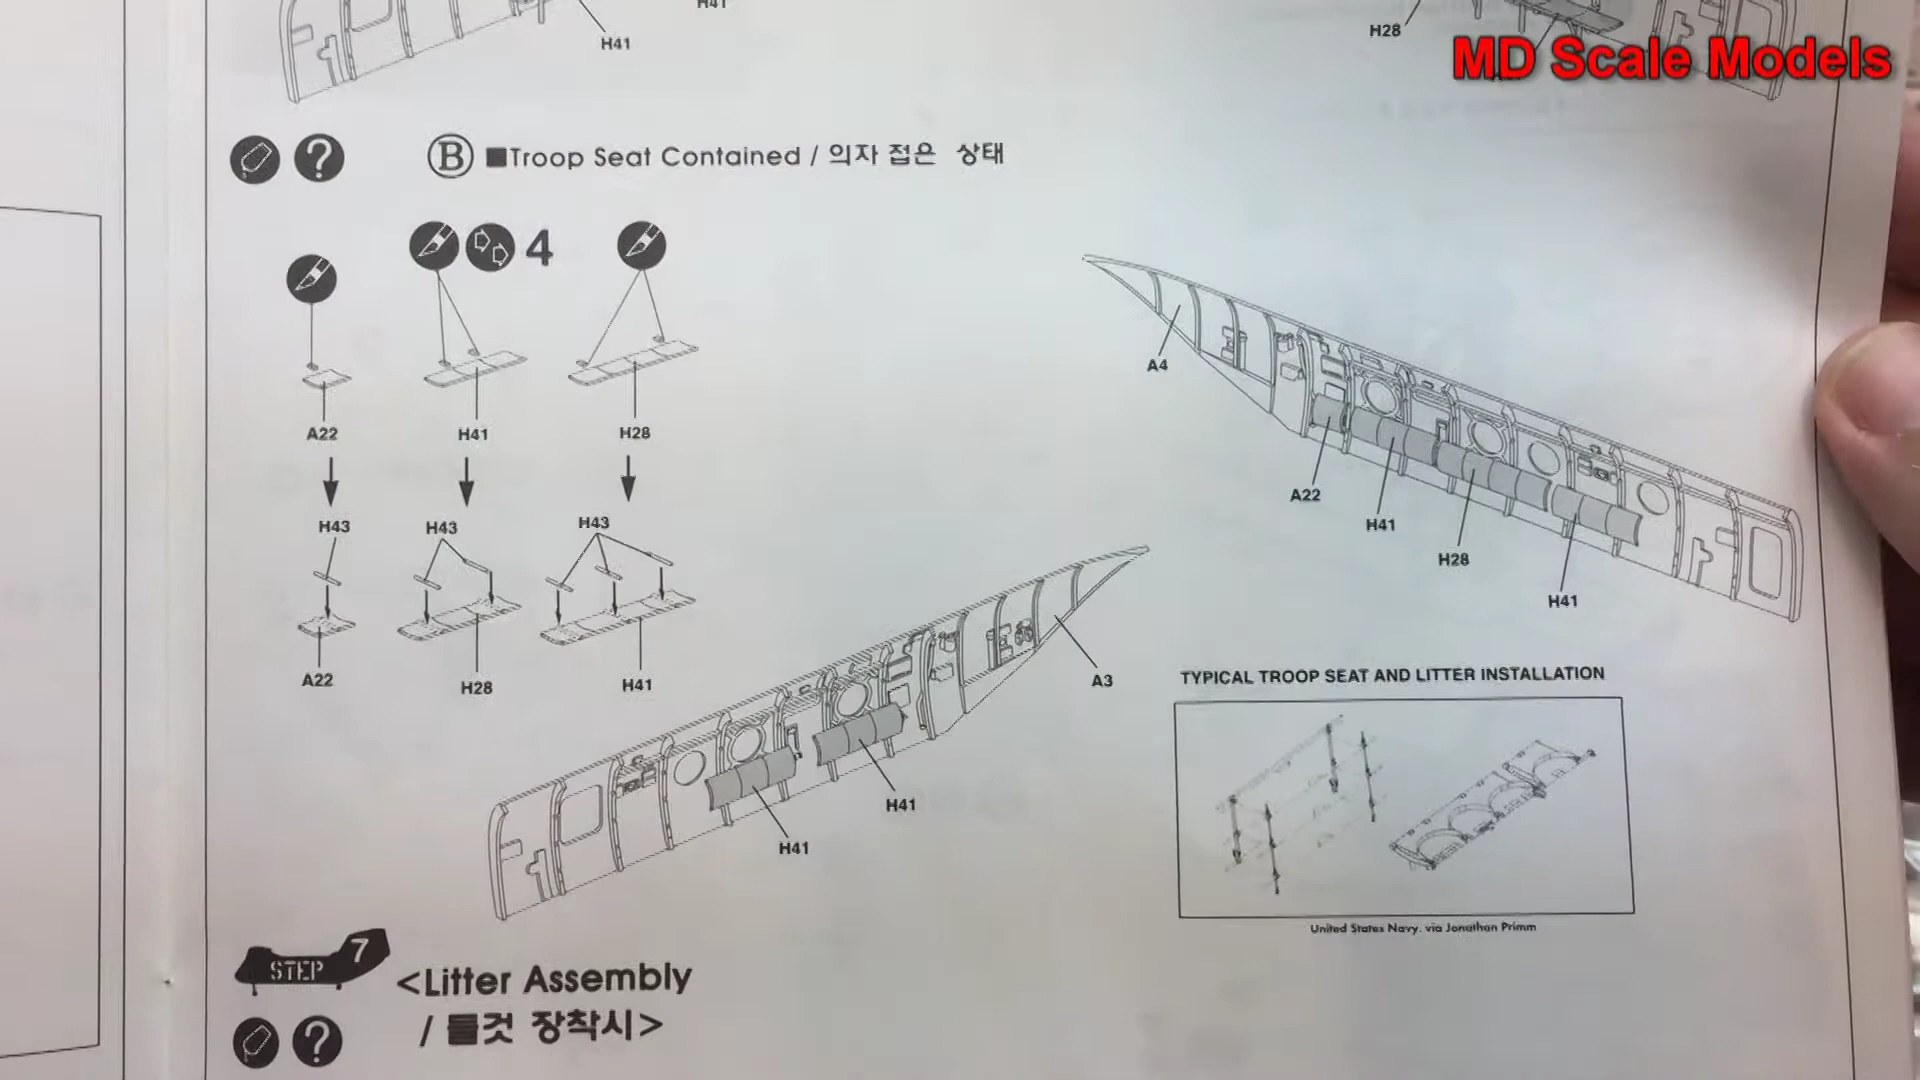 H41
H41
H28
MD Scale Models
B ■Troop Seat Contained / 의자 접은 상태
4
A22
H41
H28
H43
H43
H43
A22
H28
H41
A4
A22
H41
H28
H41
A3
H41
H41
TYPICAL TROOP SEAT AND LITTER INSTALLATION
United States Navy. via Jonathan Primm
STEP 7
<Litter Assembly
/ 들것 장착시>